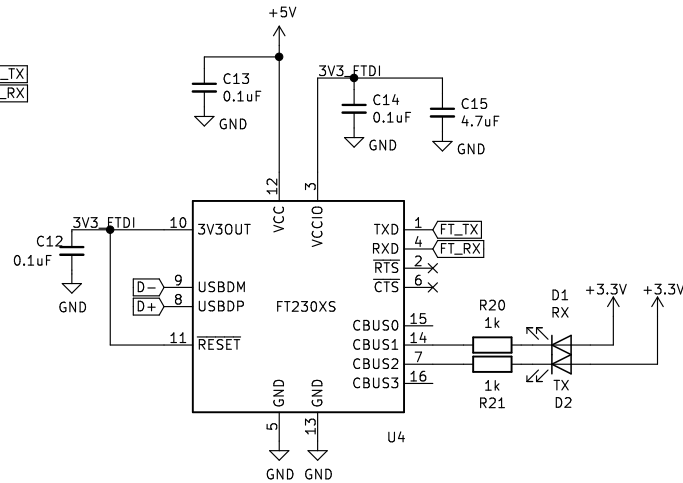 +5V
_TX
_RX
C13
0.1uF
GND
3V3_FTDI
C14
0.1uF
GND
C15
4.7uF
GND
12
VCC
3
VCCIO
3V3_FTDI
C12
0.1uF
GND
10
3V3OUT
D-
9
USBDM
D+
8
USBDP
11
RESET
FT230XS
TXD
1
FT_TX
RXD
4
FT_RX
RTS
2
CTS
6
CBUS0
15
CBUS1
14
CBUS2
7
CBUS3
16
R20
1k
1k
R21
D1
RX
TX
D2
+3.3V
+3.3V
GND
5
GND
13
GND
GND
U4